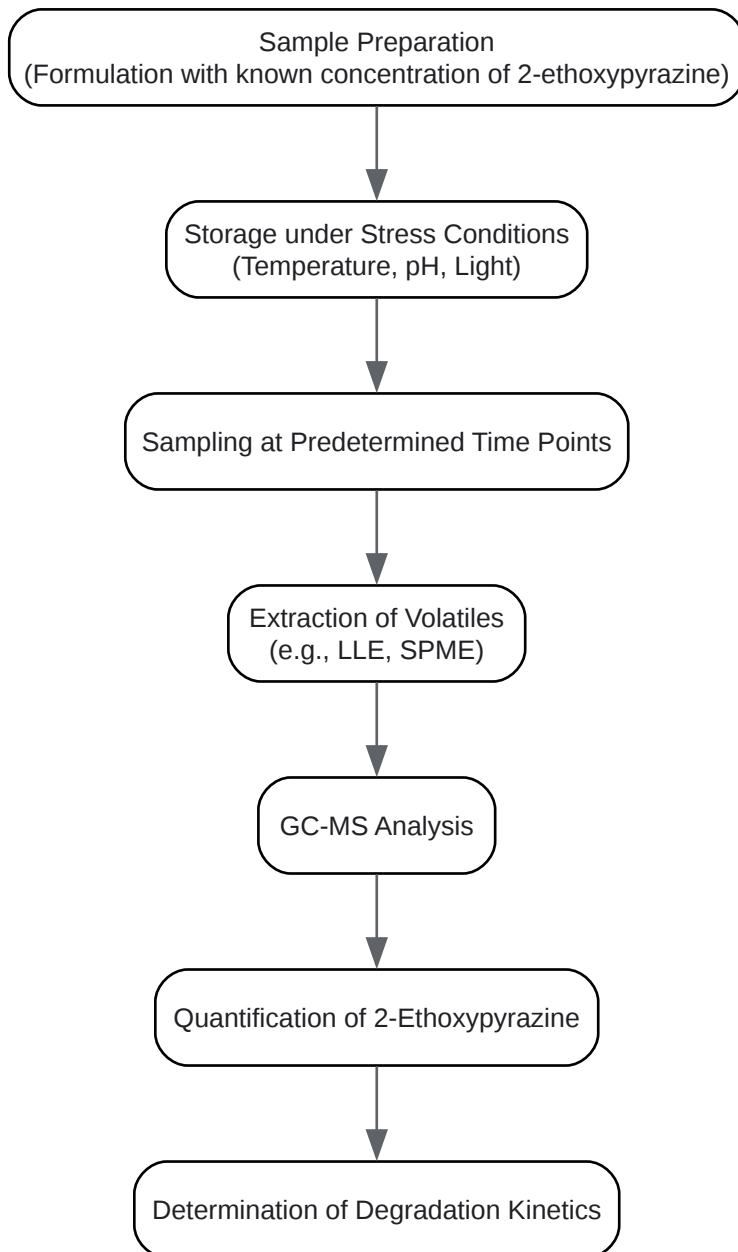 Sample Preparation
(Formulation with known concentration of 2-ethoxypyrazine)
Storage under Stress Conditions
(Temperature, pH, Light)
Sampling at Predetermined Time Points
Extraction of Volatiles
(e.g., LLE, SPME)
GC-MS Analysis
Quantification of 2-Ethoxypyrazine
Determination of Degradation Kinetics